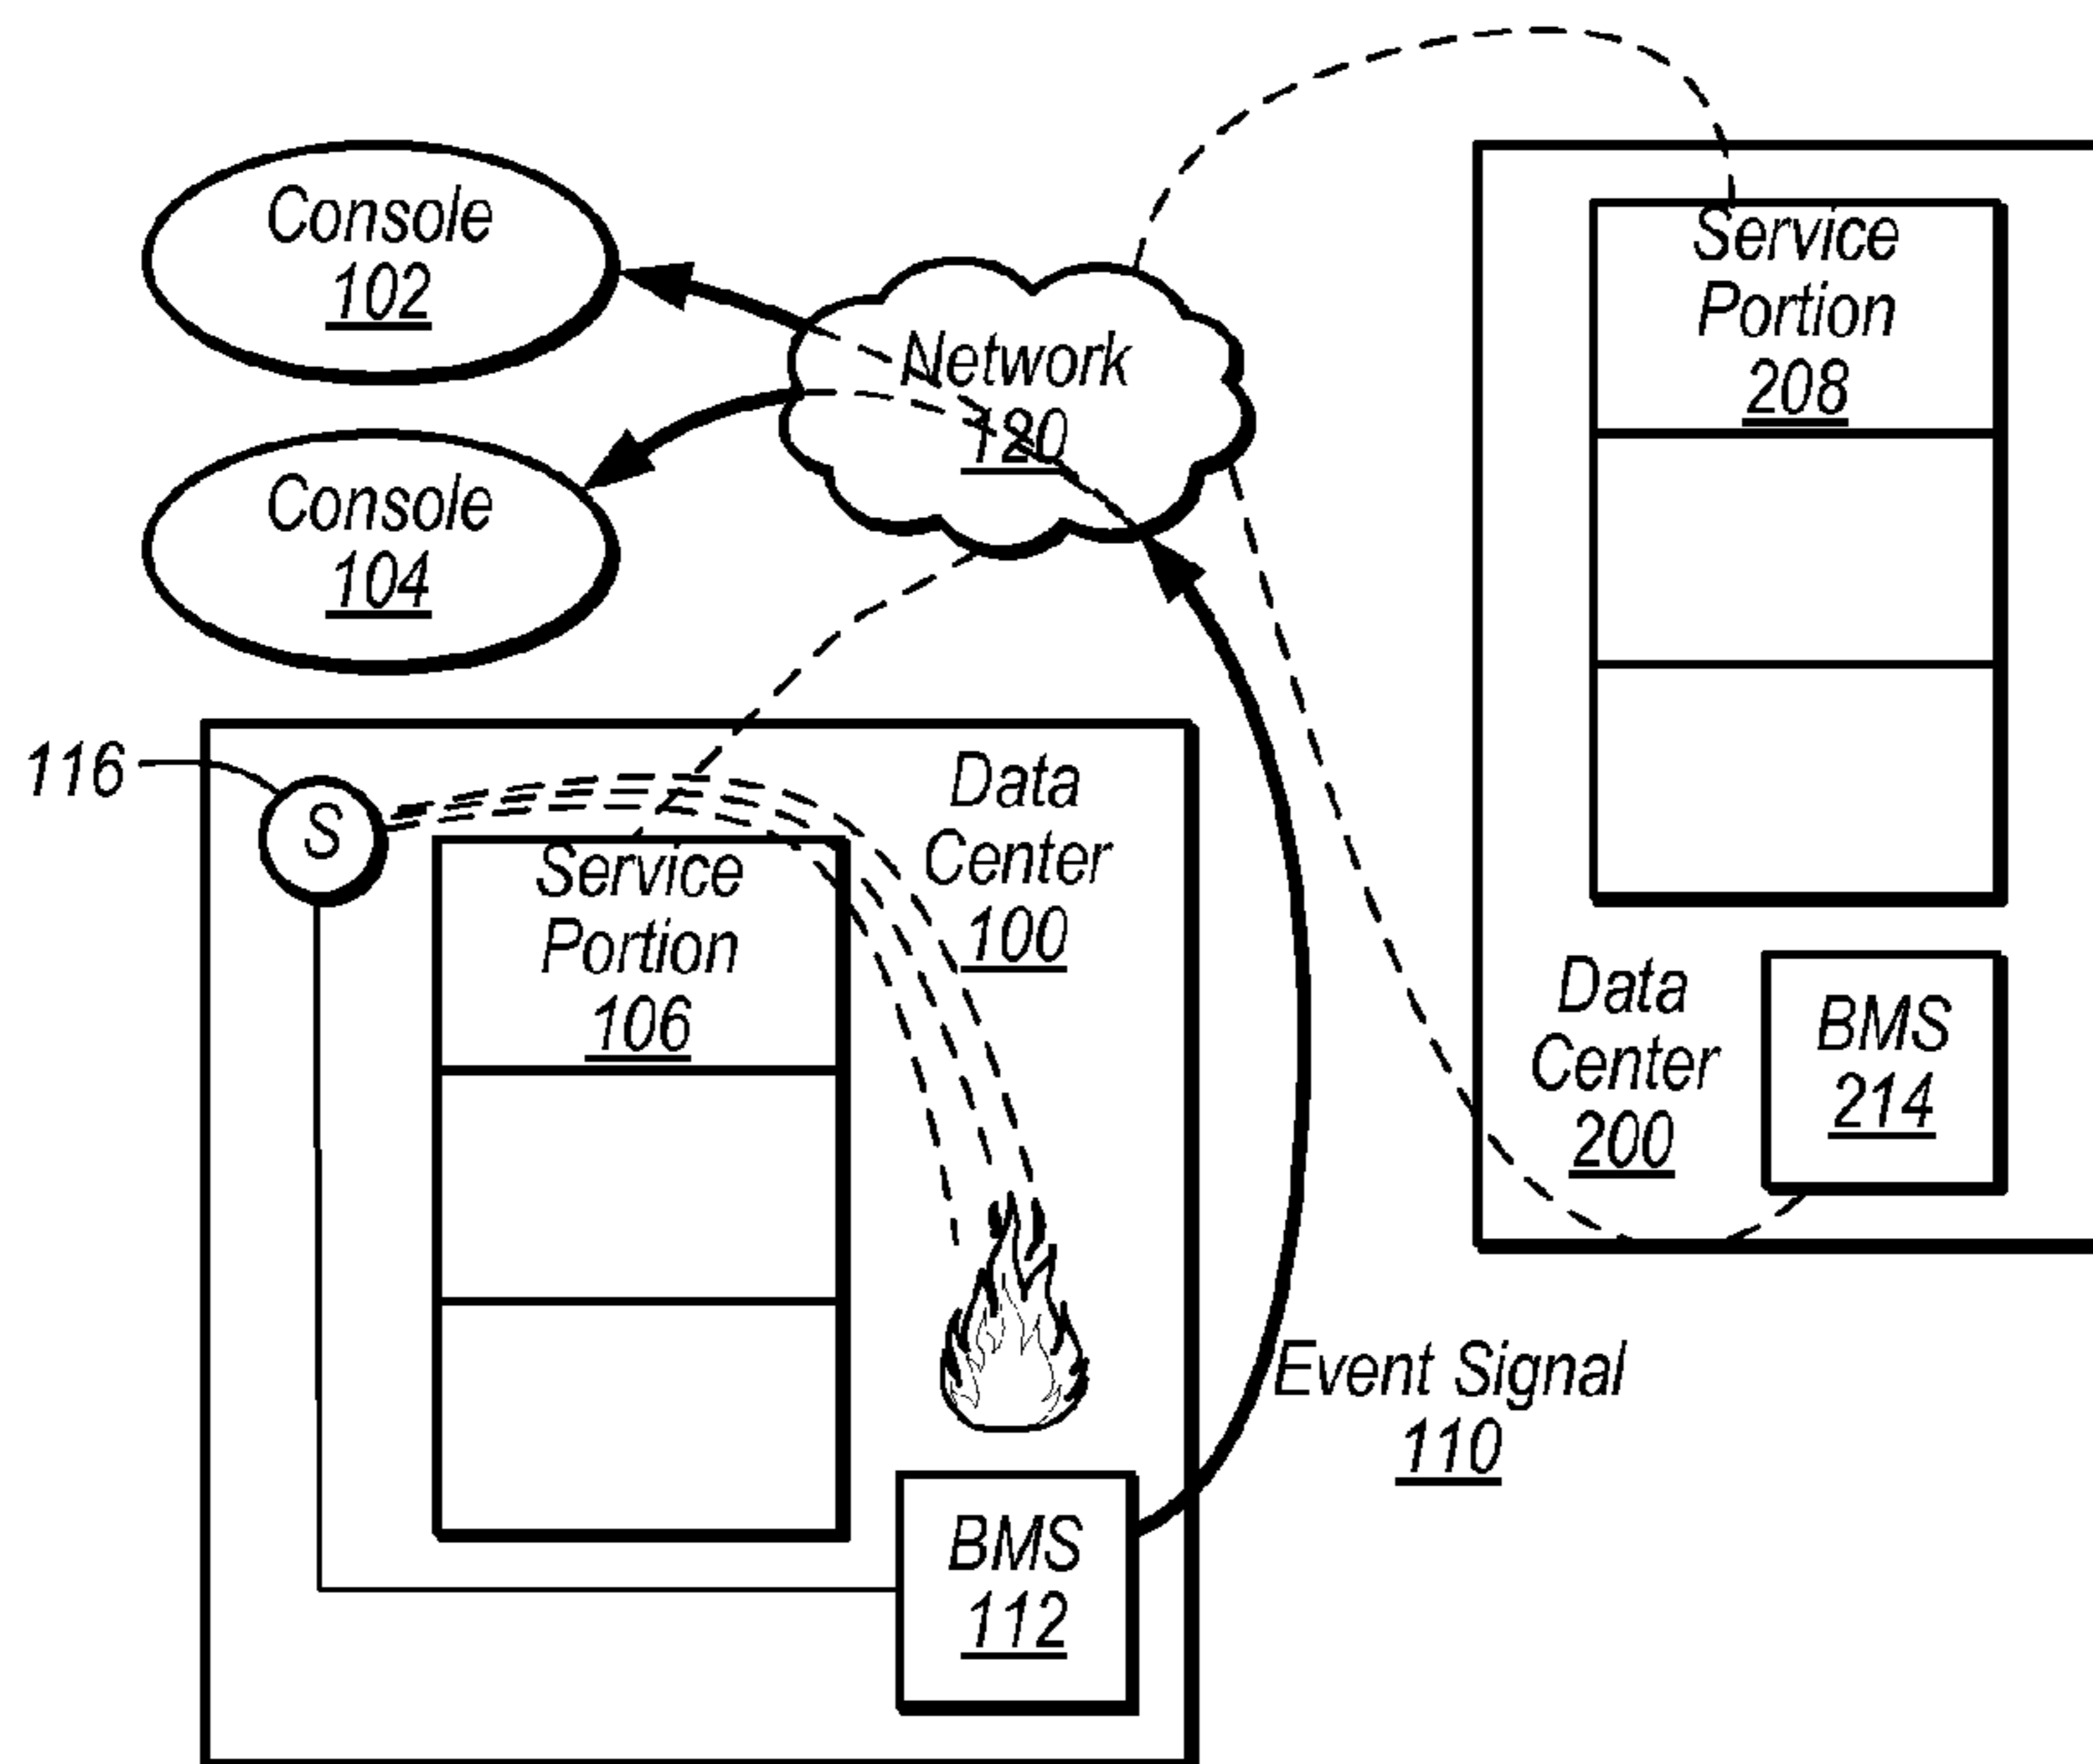 Console
102
Console
104
Network
120
Service
Portion
208
Data
Center
200
BMS
214
116
S
Data
Center
100
Service
Portion
106
Event Signal
110
BMS
112